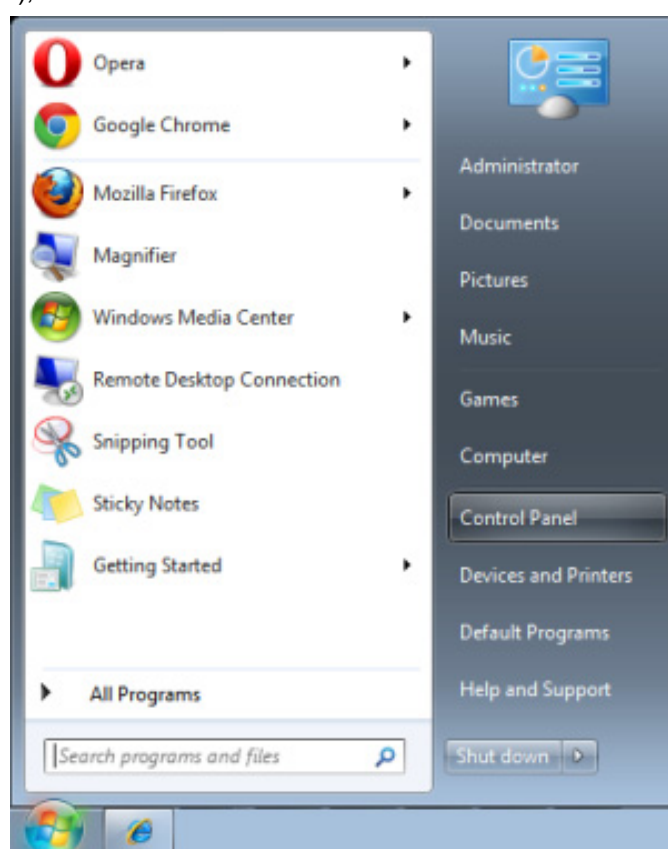 ),
Opera
Google Chrome
Mozilla Firefox
Magnifier
Windows Media Center
Remote Desktop Connection
Snipping Tool
Sticky Notes
Getting Started
All Programs
Search programs and files
Administrator
Documents
Pictures
Music
Games
Computer
Control Panel
Devices and Printers
Default Programs
Help and Support
Shut down